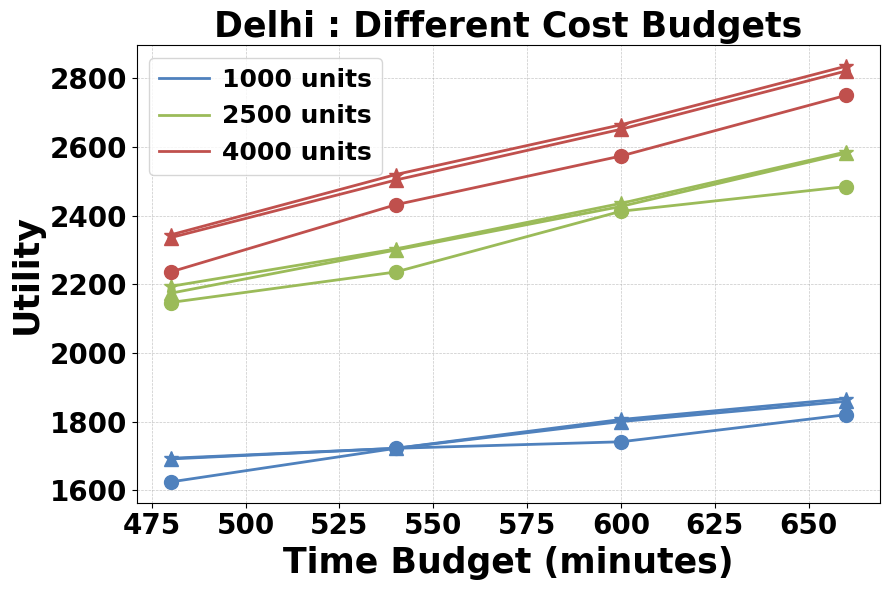 Delhi : Different Cost Budgets
1000 units
2500 units
4000 units
Utility
2800
2600
2400
2200
2000
1800
1600
475 500 525 550 575 600 625 650
Time Budget (minutes)